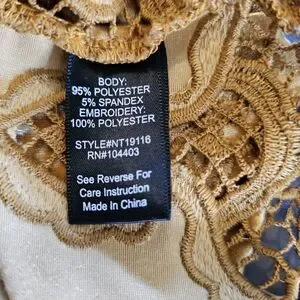 BODY:
95% POLYESTER
5% SPANDEX
EMBROIDERY:
100% POLYESTER
STYLE#NT19116
RN#104403
See Reverse For
Care Instruction
Made In China